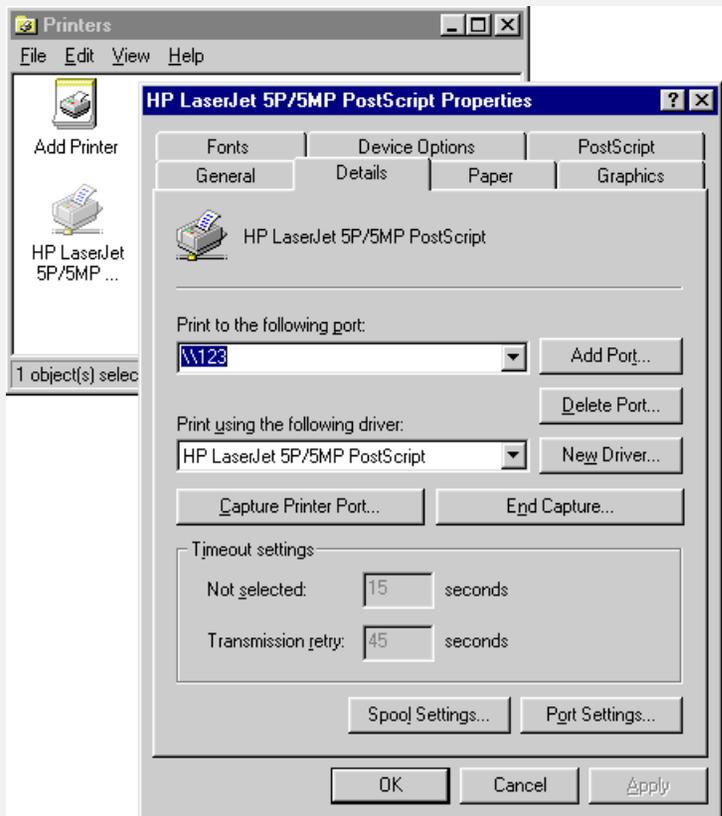 Printers
File Edit View Help
Add Printer
HP LaserJet
5P/5MP ...
1 object(s) selec
HP LaserJet 5P/5MP PostScript Properties
Fonts Device Options PostScript
General Details Paper Graphics
HP LaserJet 5P/5MP PostScript
Print to the following port:
\\123 Add Port...
Delete Port...
Print using the following driver:
HP LaserJet 5P/5MP PostScript New Driver...
Capture Printer Port... End Capture...
Timeout settings
Not selected: 15 seconds
Transmission retry: 45 seconds
Spool Settings... Port Settings...
OK Cancel Apply